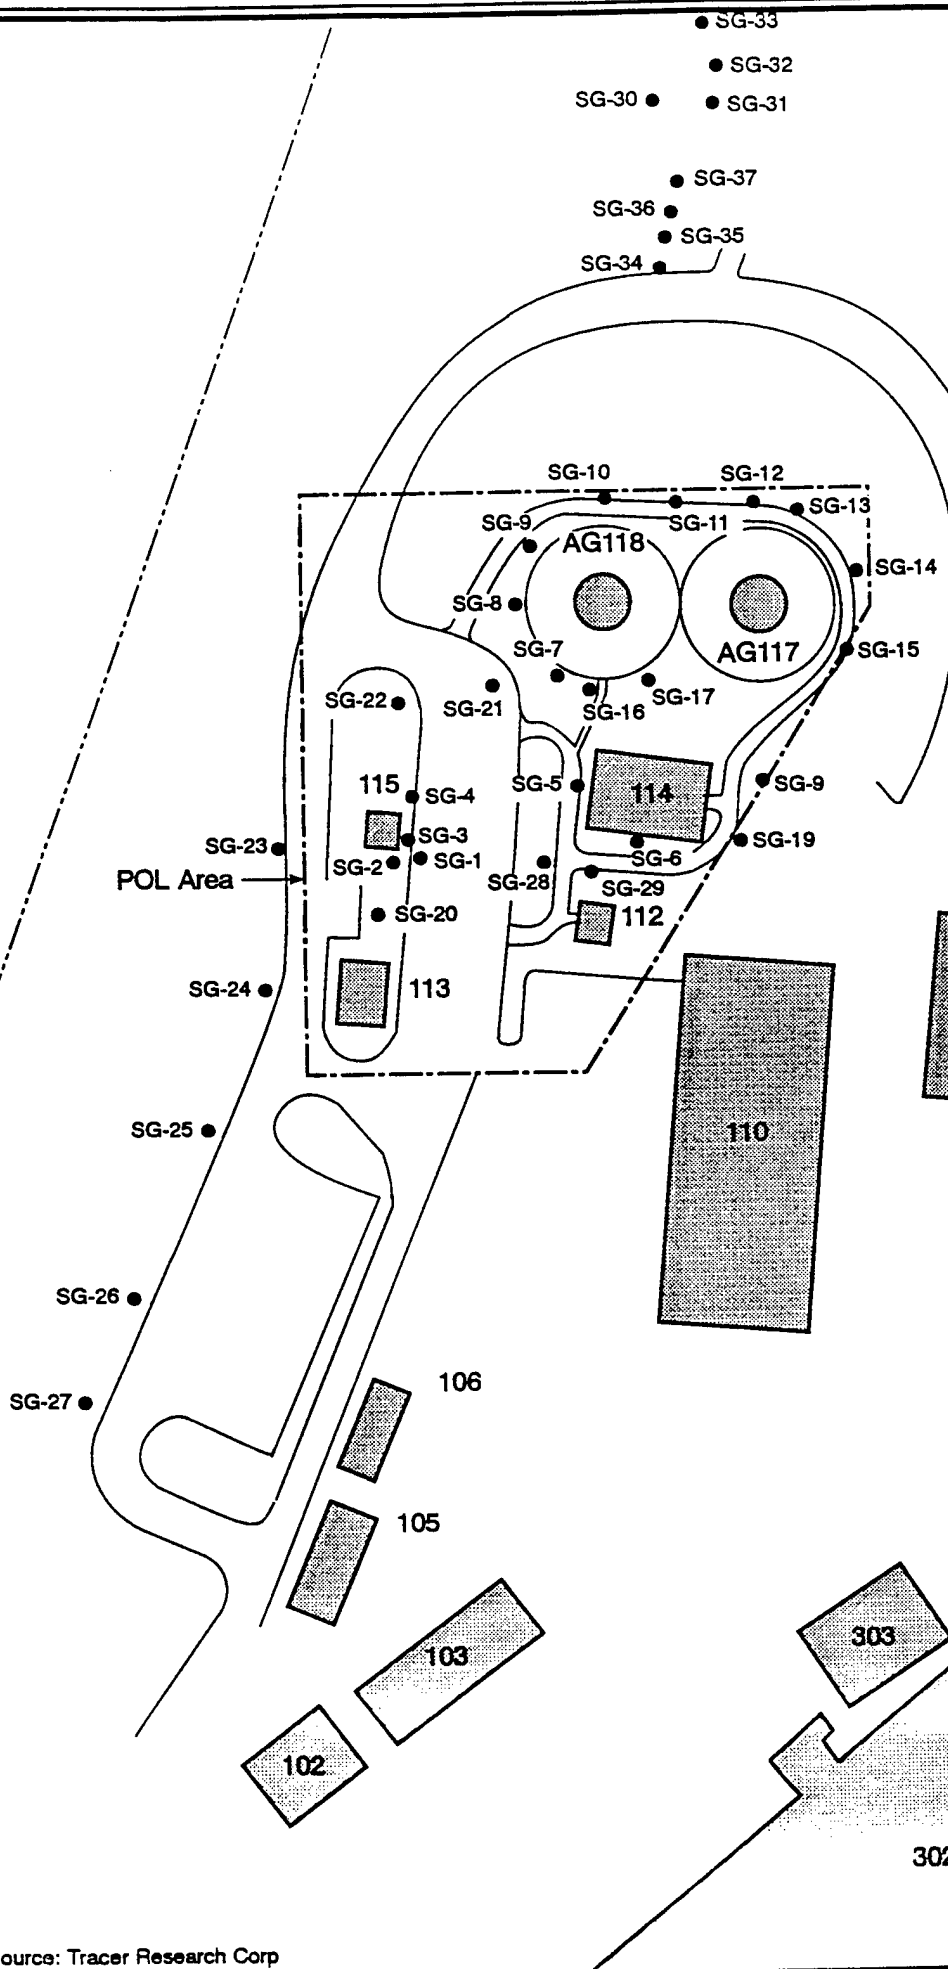 SG-33
SG-32
SG-30
SG-31
SG-37
SG-36
SG-35
SG-34
SG-10
SG-12
SG-13
SG-9
SG-11
AG118
SG-14
SG-8
SG-7
AG117
SG-15
SG-22
SG-21
SG-16
SG-17
115
SG-4
SG-5
114
SG-9
SG-23
SG-3
SG-19
SG-2
SG-1
SG-6
POL Area
SG-28
SG-29
SG-20
112
SG-24
113
SG-25
110
SG-26
106
SG-27
105
103
303
102
302
ource: Tracer Research Corp